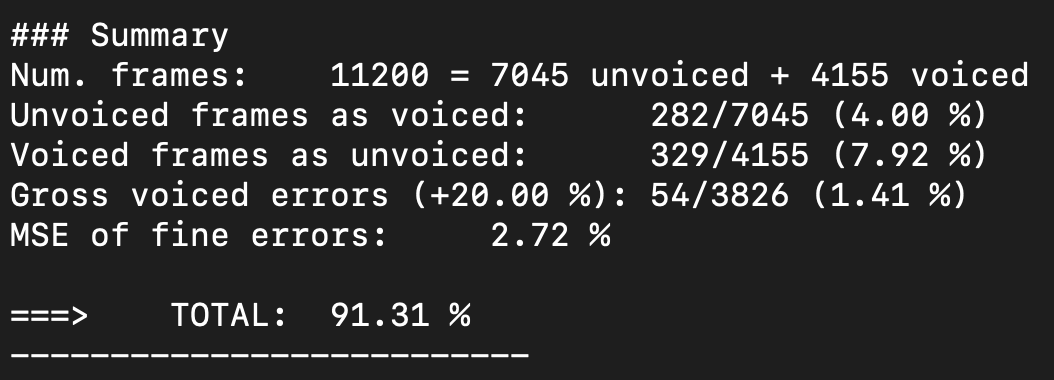 ### Summary
Num. frames:    11200 = 7045 unvoiced + 4155 voiced
Unvoiced frames as voiced:      282/7045 (4.00 %)
Voiced frames as unvoiced:      329/4155 (7.92 %)
Gross voiced errors (+20.00 %): 54/3826 (1.41 %)
MSE of fine errors:     2.72 %

===>    TOTAL:  91.31 %
--------------------------